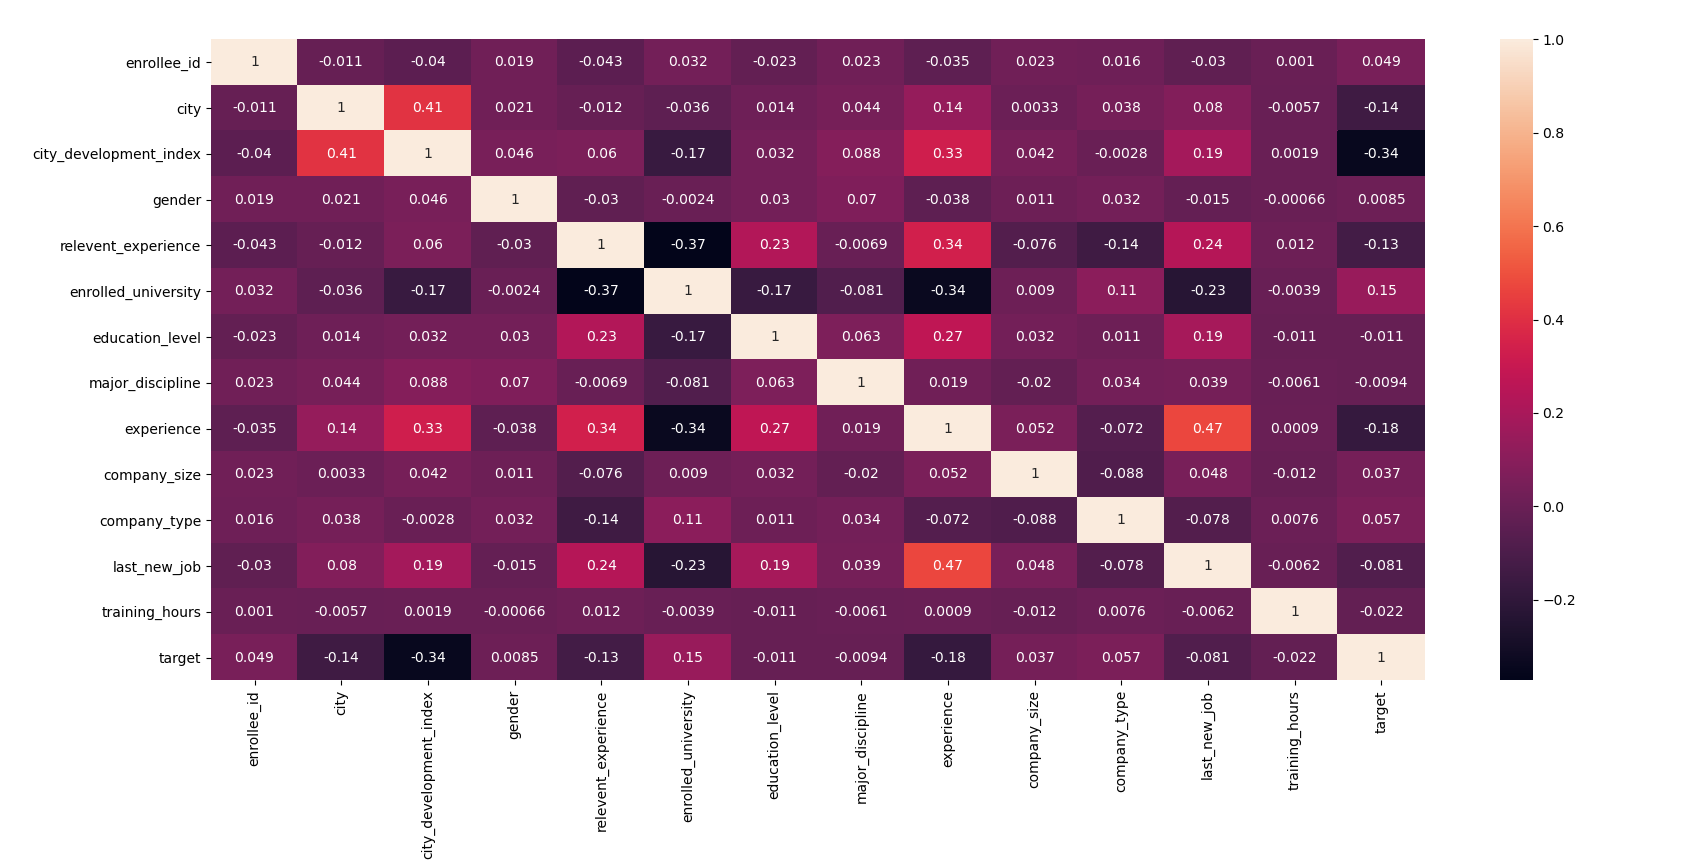 enrollee_id 1 -0.011 -0.04 0.019 -0.043 0.032 -0.023 0.023 -0.035 0.023 0.016 -0.03 0.001 0.049
city -0.011 1 0.41 0.021 -0.012 -0.036 0.014 0.044 0.14 0.0033 0.038 0.08 -0.0057 -0.14
city_development_index -0.04 0.41 1 0.046 0.06 -0.17 0.032 0.088 0.33 0.042 -0.0028 0.19 0.0019 -0.34
gender 0.019 0.021 0.046 1 -0.03 -0.0024 0.03 0.07 -0.038 0.011 0.032 -0.015 -0.00066 0.0085
relevent_experience -0.043 -0.012 0.06 -0.03 1 -0.37 0.23 -0.0069 0.34 -0.076 -0.14 0.24 0.012 -0.13
enrolled_university 0.032 -0.036 -0.17 -0.0024 -0.37 1 -0.17 -0.081 -0.34 0.009 0.11 -0.23 -0.0039 0.15
education_level -0.023 0.014 0.032 0.03 0.23 -0.17 1 0.063 0.27 0.032 0.011 0.19 -0.011 -0.011
major_discipline 0.023 0.044 0.088 0.07 -0.0069 -0.081 0.063 1 0.019 -0.02 0.034 0.039 -0.0061 -0.0094
experience -0.035 0.14 0.33 -0.038 0.34 -0.34 0.27 0.019 1 0.052 -0.072 0.47 0.0009 -0.18
company_size 0.023 0.0033 0.042 0.011 -0.076 0.009 0.032 -0.02 0.052 1 -0.088 0.048 -0.012 0.037
company_type 0.016 0.038 -0.0028 0.032 -0.14 0.11 0.011 0.034 -0.072 -0.088 1 -0.078 0.0076 0.057
last_new_job -0.03 0.08 0.19 -0.015 0.24 -0.23 0.19 0.039 0.47 0.048 -0.078 1 -0.0062 -0.081
training_hours 0.001 -0.0057 0.0019 -0.00066 0.012 -0.0039 -0.011 -0.0061 0.0009 -0.012 0.0076 -0.0062 1 -0.022
target 0.049 -0.14 -0.34 0.0085 -0.13 0.15 -0.011 -0.0094 -0.18 0.037 0.057 -0.081 -0.022 1
enrollee_id
city
city_development_index
gender
relevent_experience
enrolled_university
education_level
major_discipline
experience
company_size
company_type
last_new_job
training_hours
target
1.0
0.8
0.6
0.4
0.2
0.0
−0.2